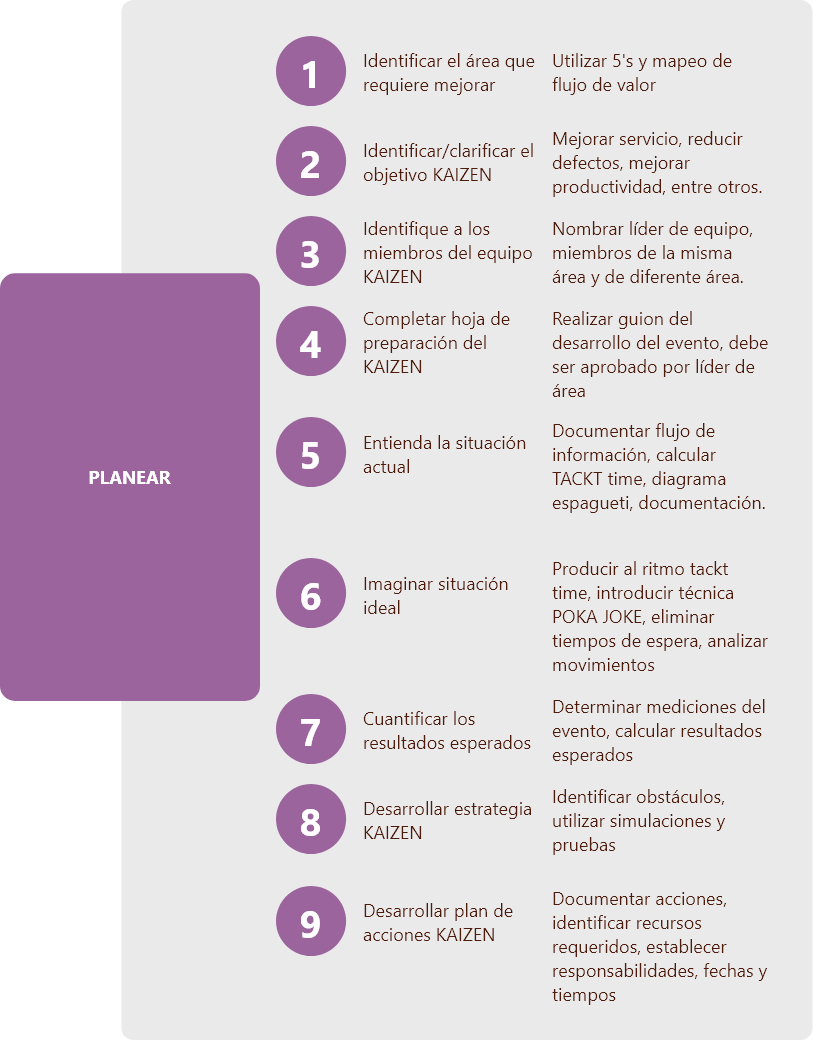 PLANEAR
1
Identificar el área que
requiere mejorar
Utilizar 5's y mapeo de
flujo de valor
2
Identificar/clarificar el
objetivo KAIZEN
Mejorar servicio, reducir
defectos, mejorar
productividad, entre otros.
3
Identifique a los
miembros del equipo
KAIZEN
Nombrar líder de equipo,
miembros de la misma
área y de diferente área.
4
Completar hoja de
preparación del
KAIZEN
Realizar guion del
desarrollo del evento, debe
ser aprobado por líder de
área
5
Entienda la situación
actual
Documentar flujo de
información, calcular
TACKT time, diagrama
espagueti, documentación.
6
Imaginar situación
ideal
Producir al ritmo tackt
time, introducir técnica
POKA JOKE, eliminar
tiempos de espera, analizar
movimientos
7
Cuantificar los
resultados esperados
Determinar mediciones del
evento, calcular resultados
esperados
8
Desarrollar estrategia
KAIZEN
Identificar obstáculos,
utilizar simulaciones y
pruebas
9
Desarrollar plan de
acciones KAIZEN
Documentar acciones,
identificar recursos
requeridos, establecer
responsabilidades, fechas y
tiempos